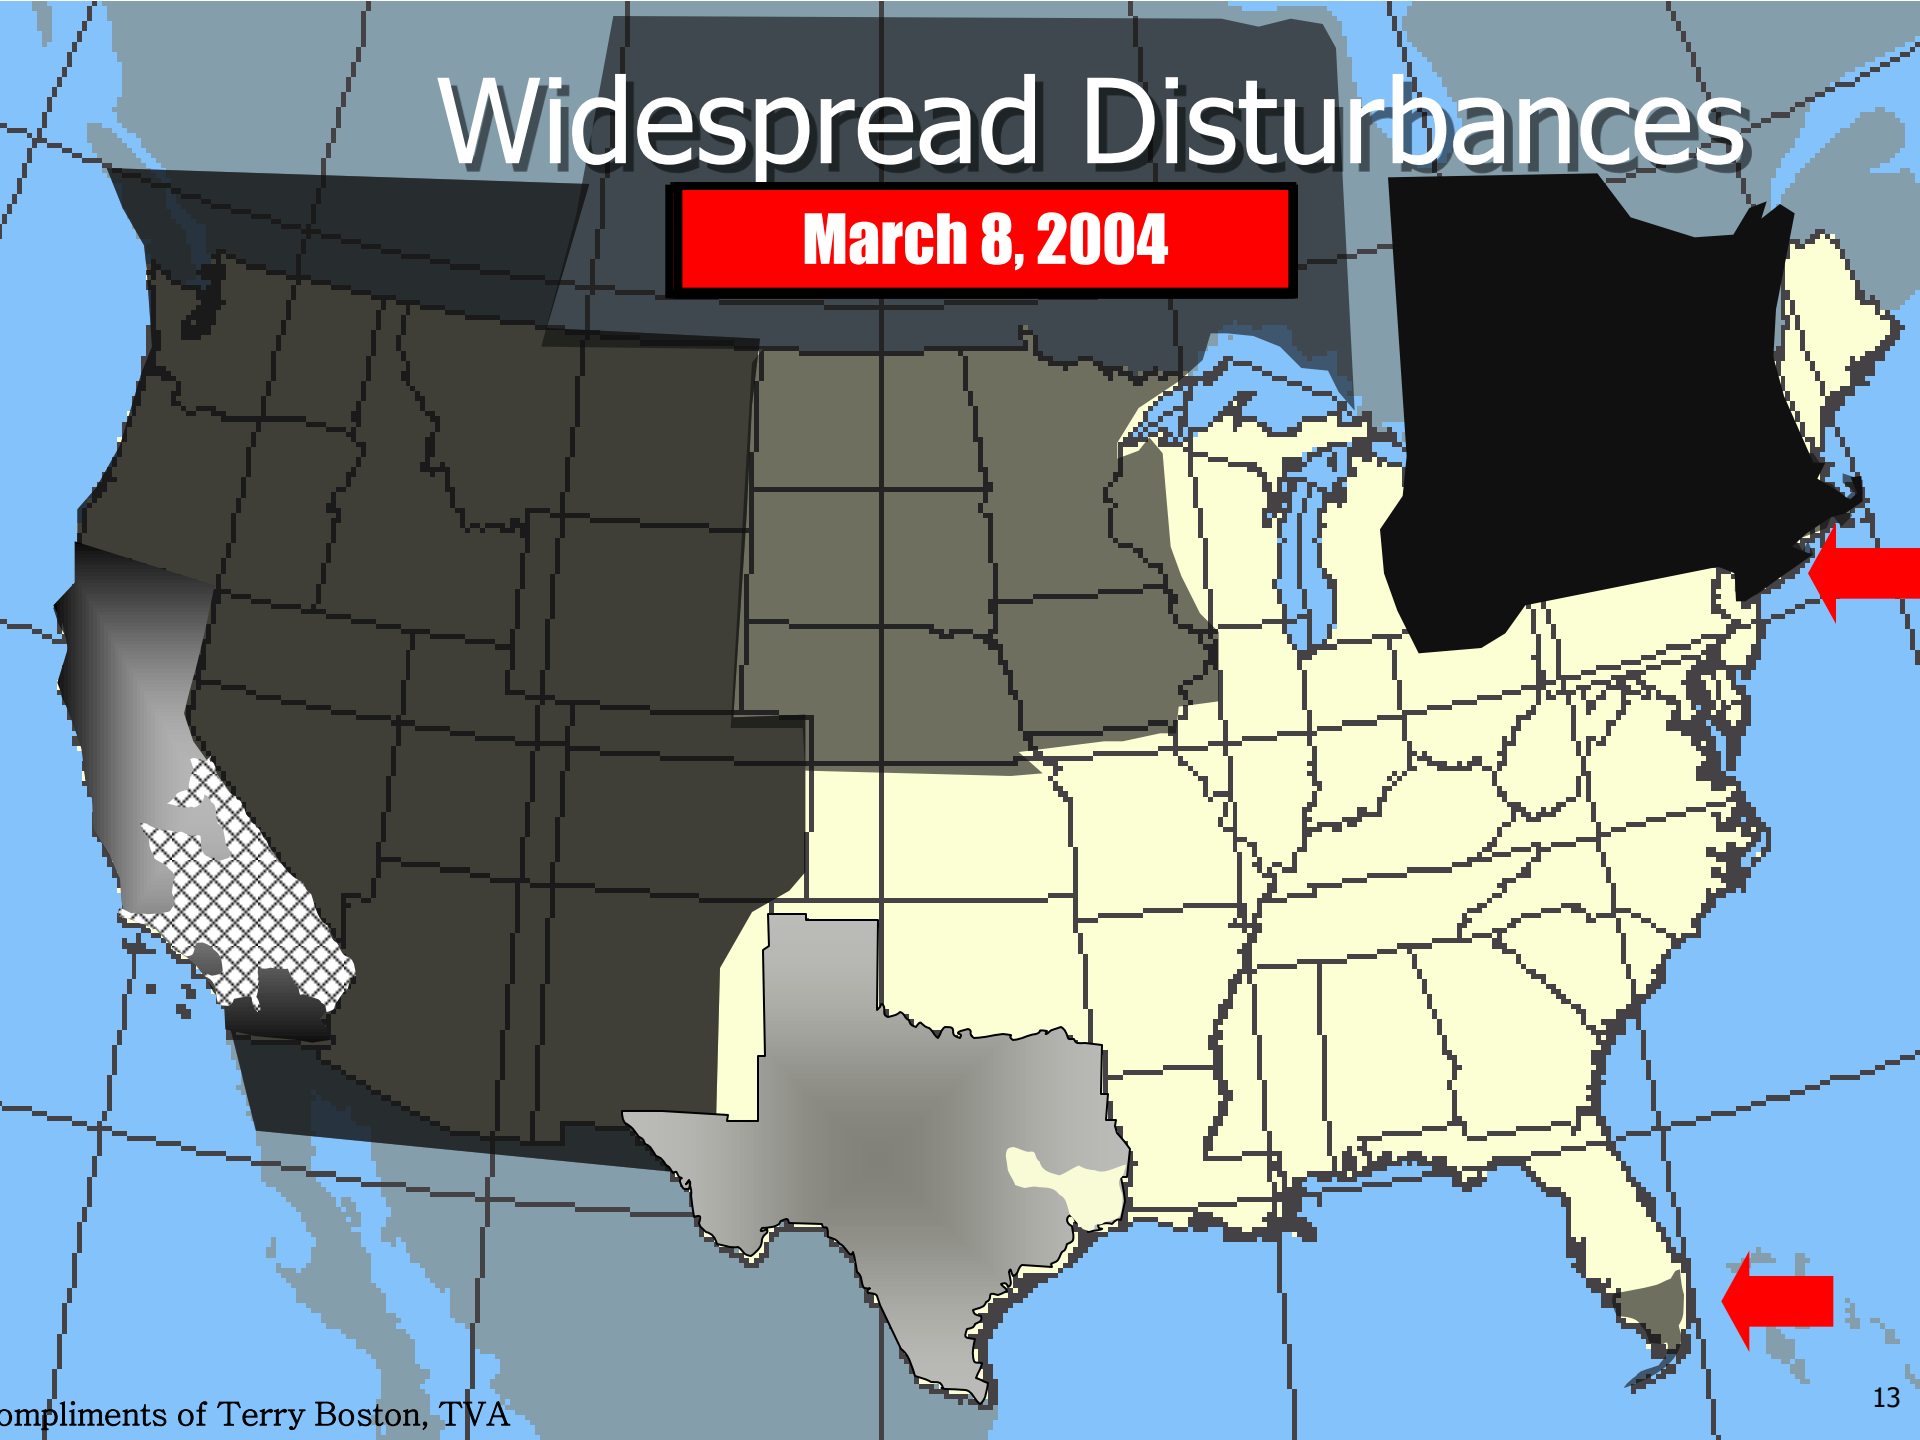 Widespread Disturbances
March 8, 2004
ompliments of Terry Boston, TVA
13